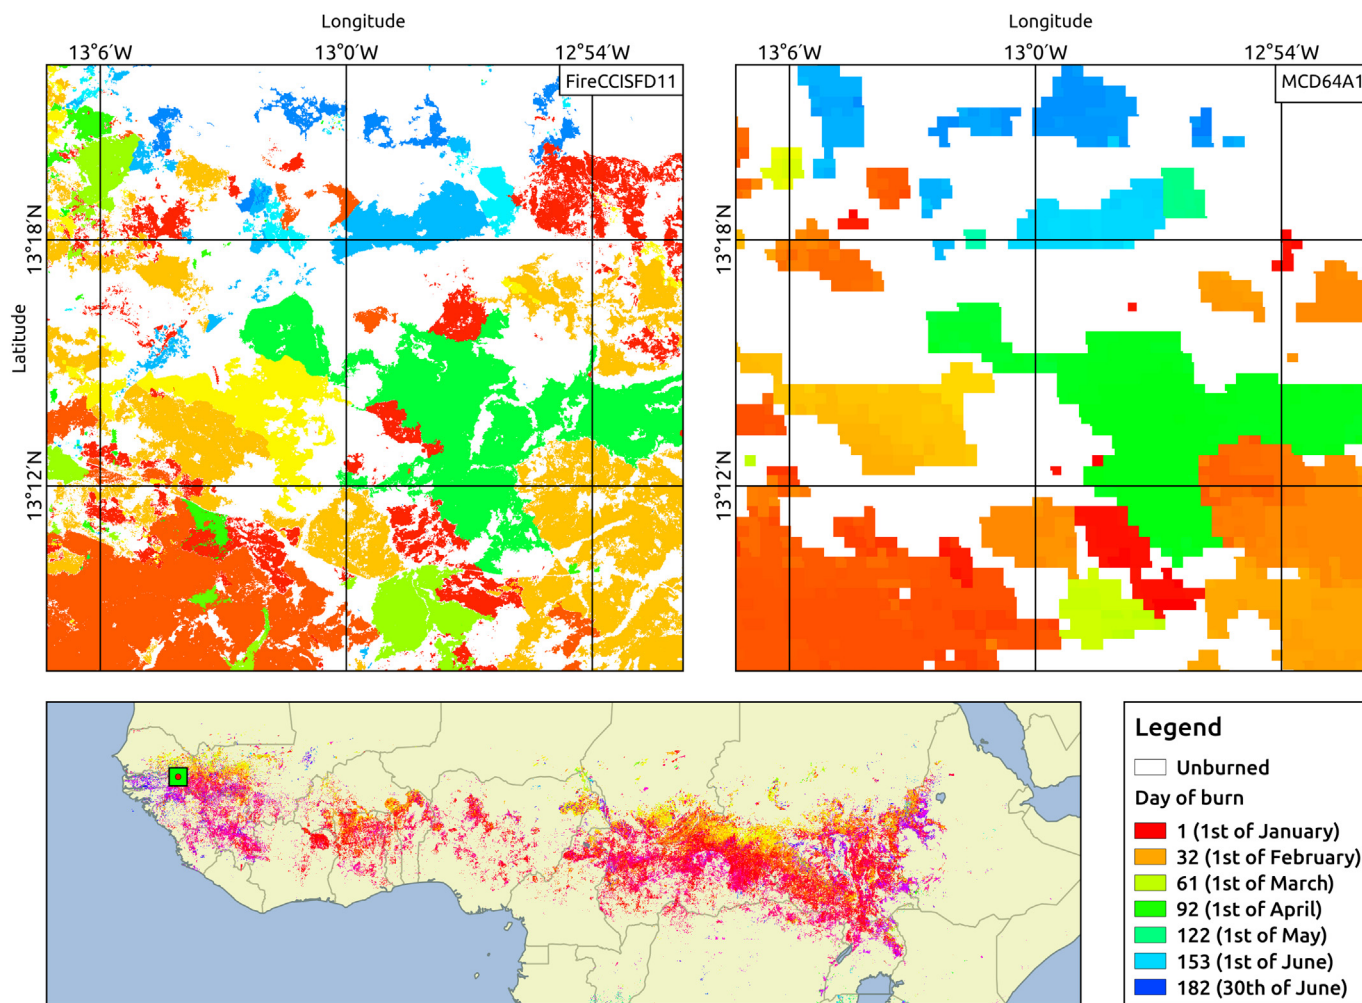 Longitude
Longitude
13°6′W 13°0′W 12°54′W 13°6′W 13°0′W 12°54′W
FireCCISFD11
MCD64A1
13°18′N
13°18′N
Latitude
13°12′N
13°12′N
Legend
Unburned
Day of burn
1 (1st of January)
32 (1st of February)
61 (1st of March)
92 (1st of April)
122 (1st of May)
153 (1st of June)
182 (30th of June)